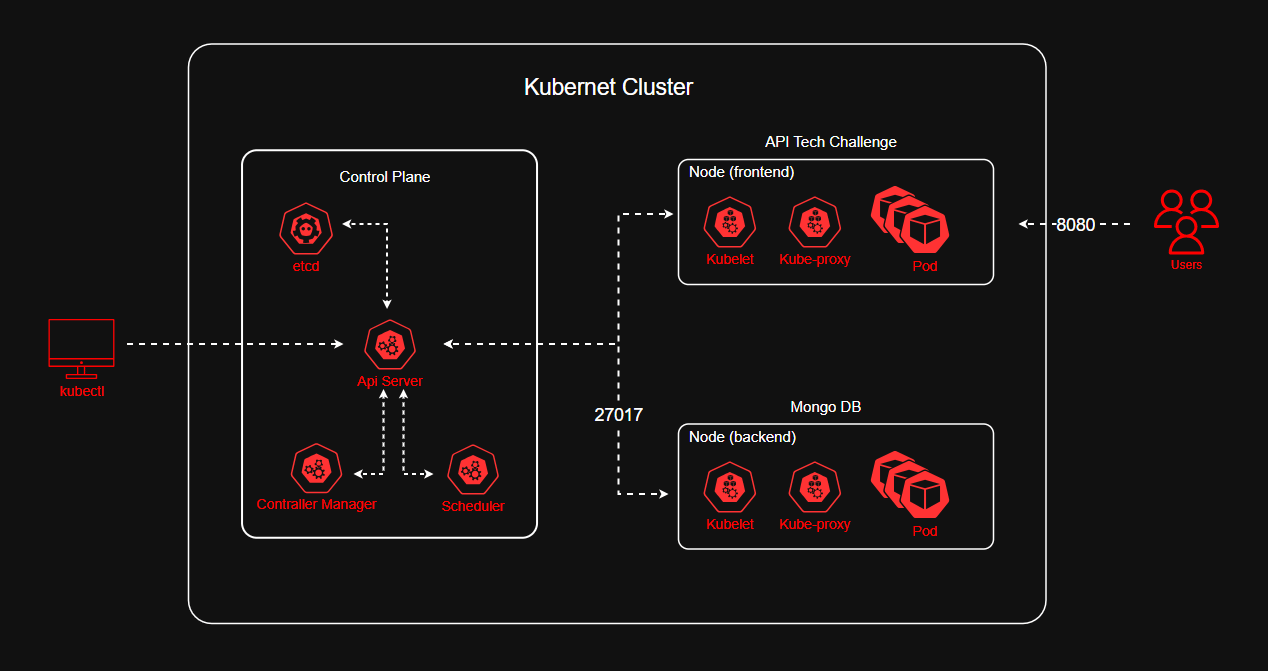 Kubernet Cluster
API Tech Challenge
Node (frontend)
Control Plane
etcd
Kubelet
Kube-proxy
Pod
8080
Users
kubectl
Api Server
27017
Mongo DB
Node (backend)
Contraller Manager
Scheduler
Kubelet
Kube-proxy
Pod